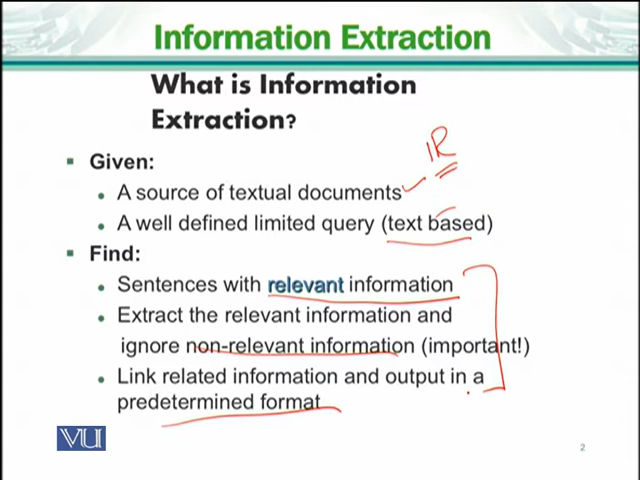 Information Extraction
What is Information
Extraction?
IR
Given:
A source of textual documents
A well defined limited query (text based)
Find:
Sentences with relevant information
Extract the relevant information and
ignore non-relevant information (important!)
Link related information and output in a
predetermined format
VU
2